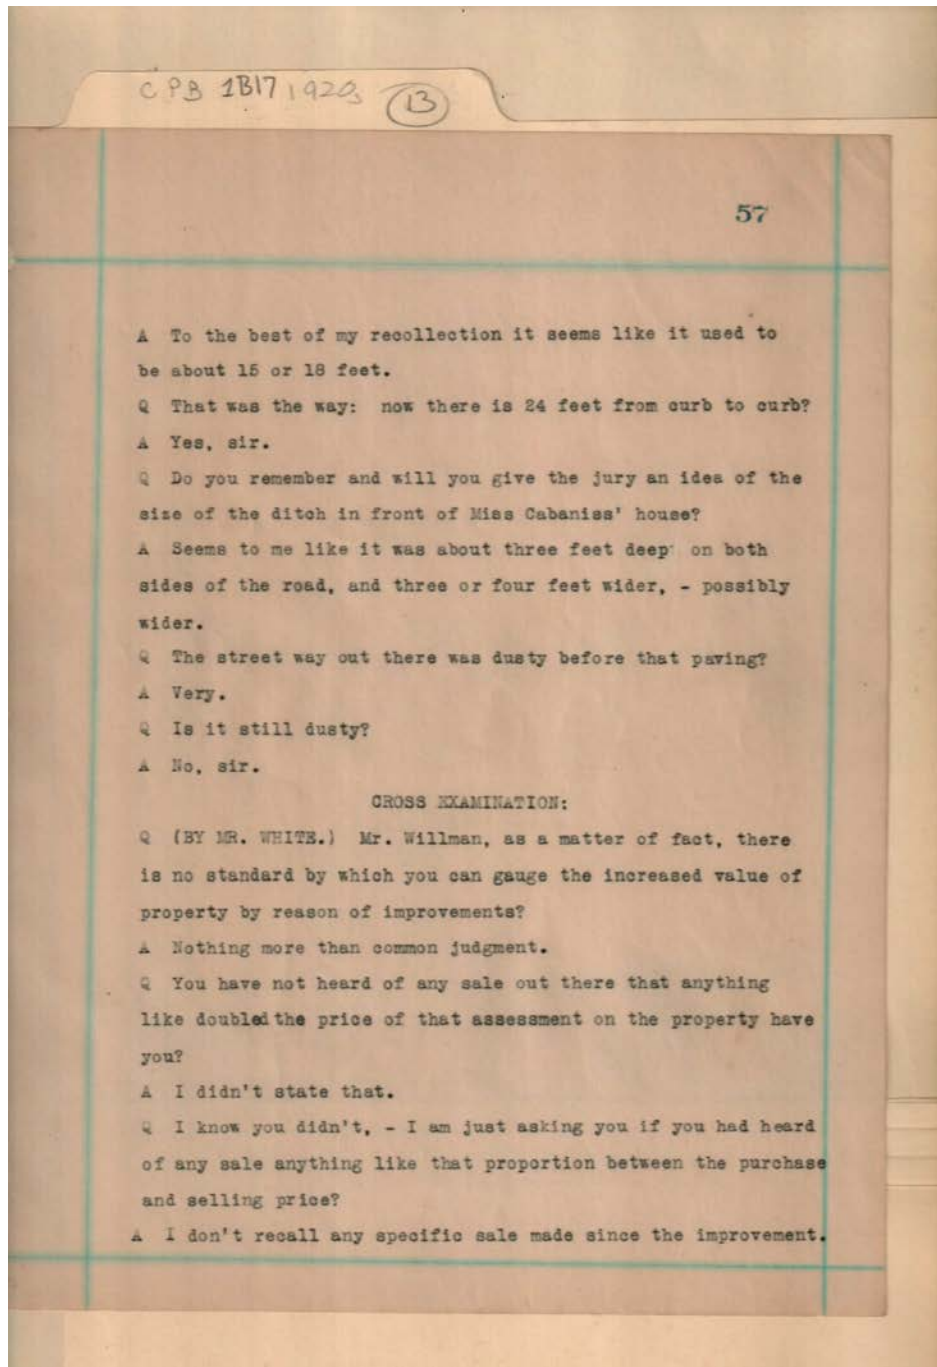 CPB 1B17 1920s 13
57
A To the best of my recollection it seems like it used to
be about 15 or 18 feet.
Q That was the way: now there is 24 feet from curb to curb?
A Yes, sir.
Q Do you remember and will you give the jury an idea of the
size of the ditch in front of Miss Cabaniss' house?
A Seems to me like it was about three feet deep on both
sides of the road, and three or four feet wider, - possibly
wider.
Q The street way out there was dusty before that paving?
A Very.
Q Is it still dusty?
A No, sir.
CROSS EXAMINATION:
Q (BY MR. WHITE.) Mr. Willman, as a matter of fact, there
is no standard by which you can gauge the increased value of
property by reason of improvements?
A Nothing more than common judgment.
Q You have not heard of any sale out there that anything
like doubled the price of that assessment on the property have
you?
A I didn't state that.
Q I know you didn't, - I am just asking you if you had heard
of any sale anything like that proportion between the purchase
and selling price?
A I don't recall any specific sale made since the improvement.